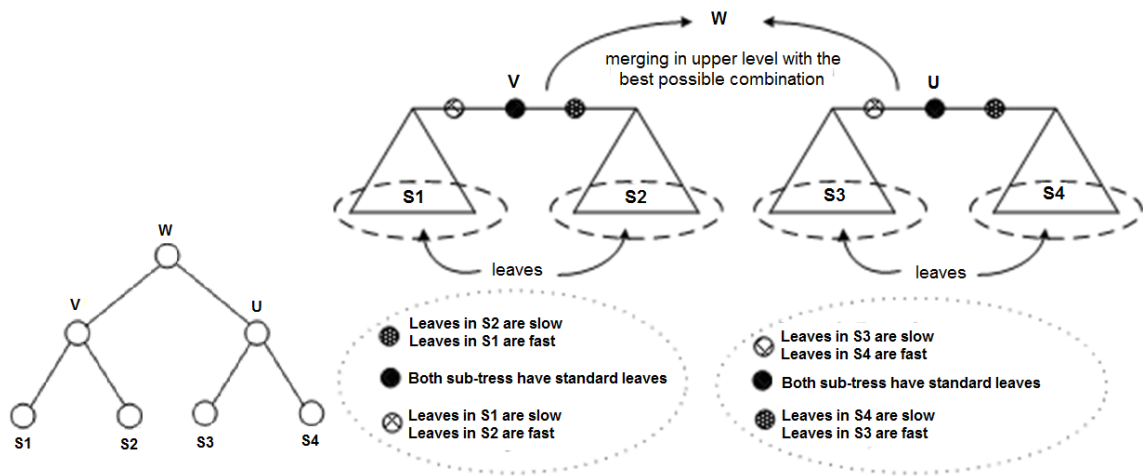 W
merging in upper level with the
best possible combination
V
U
S1
S2
S3
S4
leaves
leaves
W
V
U
S1
S2
S3
S4
Leaves in S2 are slow
Leaves in S1 are fast
Both sub-tress have standard leaves
Leaves in S1 are slow
Leaves in S2 are fast
Leaves in S3 are slow
Leaves in S4 are fast
Both sub-tress have standard leaves
Leaves in S4 are slow
Leaves in S3 are fast